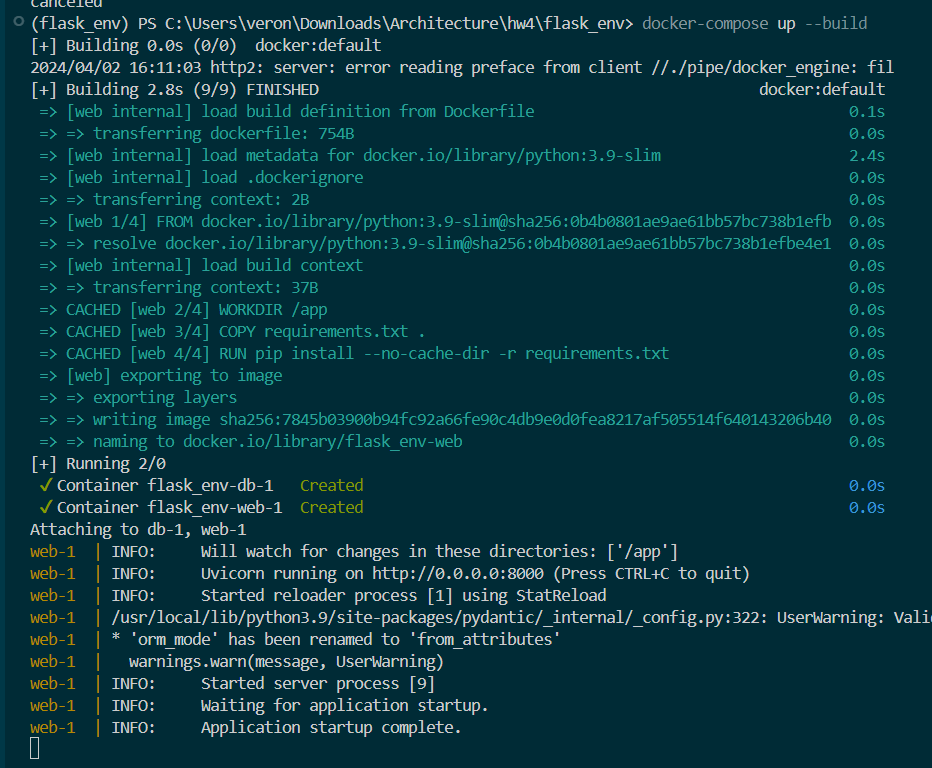 canceled
(flask_env) PS C:\Users\veron\Downloads\Architecture\hw4\flask_env> docker-compose up --build
[+] Building 0.0s (0/0)  docker:default
2024/04/02 16:11:03 http2: server: error reading preface from client //./pipe/docker_engine: fil
[+] Building 2.8s (9/9) FINISHED docker:default
=> [web internal] load build definition from Dockerfile 0.1s
=> => transferring dockerfile: 754B 0.0s
=> [web internal] load metadata for docker.io/library/python:3.9-slim 2.4s
=> [web internal] load .dockerignore 0.0s
=> => transferring context: 2B 0.0s
=> [web 1/4] FROM docker.io/library/python:3.9-slim@sha256:0b4b0801ae9ae61bb57bc738b1efb 0.0s
=> => resolve docker.io/library/python:3.9-slim@sha256:0b4b0801ae9ae61bb57bc738b1efbe4e1 0.0s
=> [web internal] load build context 0.0s
=> => transferring context: 37B 0.0s
=> CACHED [web 2/4] WORKDIR /app 0.0s
=> CACHED [web 3/4] COPY requirements.txt . 0.0s
=> CACHED [web 4/4] RUN pip install --no-cache-dir -r requirements.txt 0.0s
=> [web] exporting to image 0.0s
=> => exporting layers 0.0s
=> => writing image sha256:7845b03900b94fc92a66fe90c4db9e0d0fea8217af505514f640143206b40 0.0s
=> => naming to docker.io/library/flask_env-web 0.0s
[+] Running 2/0
✓ Container flask_env-db-1   Created 0.0s
✓ Container flask_env-web-1  Created 0.0s
Attaching to db-1, web-1
web-1  | INFO:     Will watch for changes in these directories: ['/app']
web-1  | INFO:     Uvicorn running on http://0.0.0.0:8000 (Press CTRL+C to quit)
web-1  | INFO:     Started reloader process [1] using StatReload
web-1  | /usr/local/lib/python3.9/site-packages/pydantic/_internal/_config.py:322: UserWarning: Vali
web-1  | * 'orm_mode' has been renamed to 'from_attributes'
web-1  |   warnings.warn(message, UserWarning)
web-1  | INFO:     Started server process [9]
web-1  | INFO:     Waiting for application startup.
web-1  | INFO:     Application startup complete.